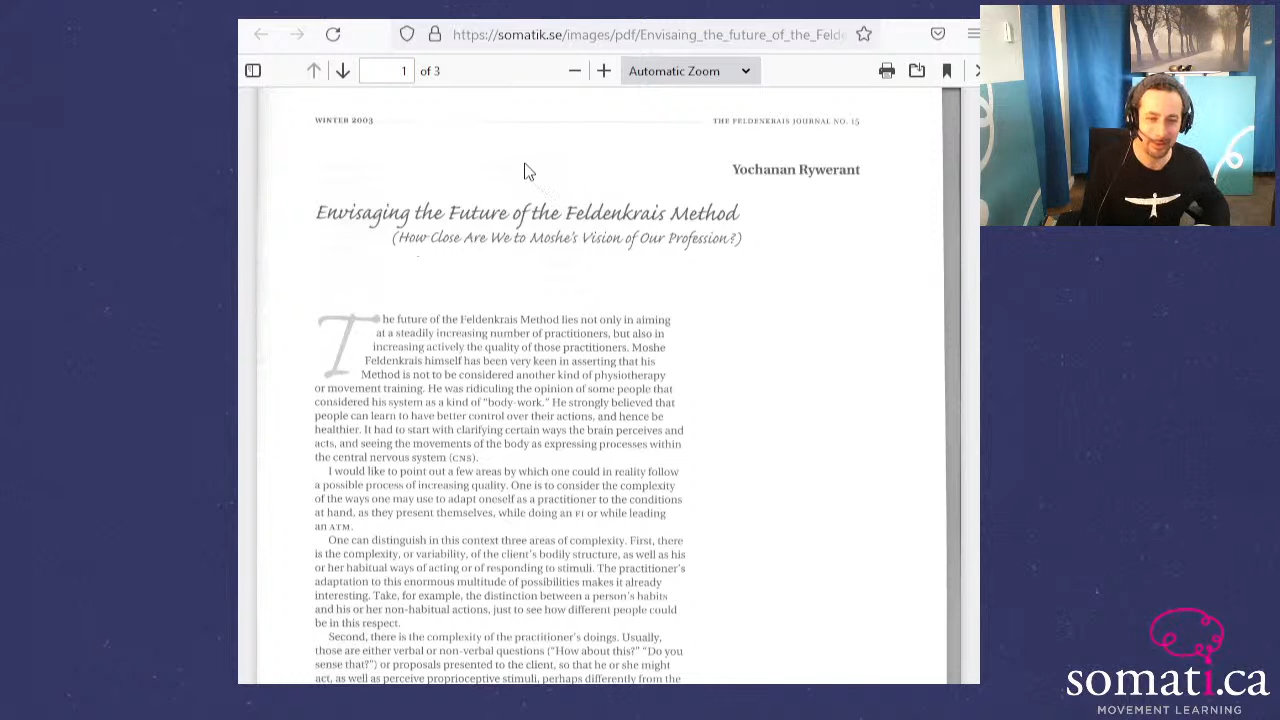 https://somatik.se/images/pdf/Envisaing_the_future_of_the_Felde
1 of 3
Automatic Zoom
WINTER 2003
THE FELDENKRAIS JOURNAL NO. 15
Yochanan Rywerant
Envisaging the Future of the Feldenkrais Method
(How Close Are We to Moshe's Vision of Our Profession?)
The future of the Feldenkrais Method lies not only in aiming
at a steadily increasing number of practitioners, but also in
increasing actively the quality of those practitioners. Moshe
Feldenkrais himself has been very keen in asserting that his
Method is not to be considered another kind of physiotherapy
or movement training. He was ridiculing the opinion of some people that
considered his system as a kind of "body-work." He strongly believed that
people can learn to have better control over their actions, and hence be
healthier. It had to start with clarifying certain ways the brain perceives and
acts, and seeing the movements of the body as expressing processes within
the central nervous system (CNS).
I would like to point out a few areas by which one could in reality follow
a possible process of increasing quality. One is to consider the complexity
of the ways one may use to adapt oneself as a practitioner to the conditions
at hand, as they present themselves, while doing an FI or while leading
an ATM.
One can distinguish in this context three areas of complexity. First, there
is the complexity, or variability, of the client's bodily structure, as well as his
or her habitual ways of acting or of responding to stimuli. The practitioner's
adaptation to this enormous multitude of possibilities makes it already
interesting. Take, for example, the distinction between a person's habits
and his or her non-habitual actions, just to see how different people could
be in this respect.
Second, there is the complexity of the practitioner's doings. Usually,
those are either verbal or non-verbal questions ("How about this?" "Do you
sense that?") or proposals presented to the client, so that he or she might
act, as well as perceive proprioceptive stimuli, perhaps differently from the
somati.ca
MOVEMENT LEARNING